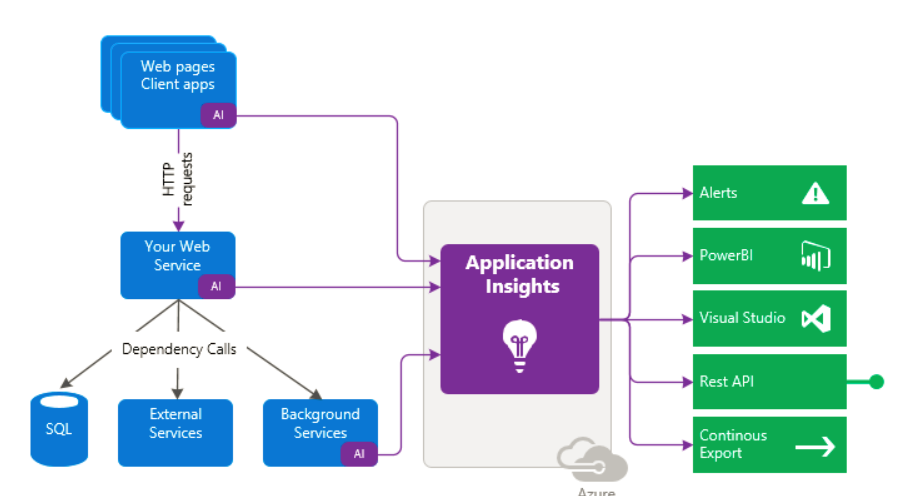 Web pages
Client apps
AI
HTTP
requests
Your Web
Service
AI
Dependency Calls
SQL
External
Services
Background
Services
AI
Application
Insights
Azure
Alerts
PowerBI
Visual Studio
Rest API
Continous
Export